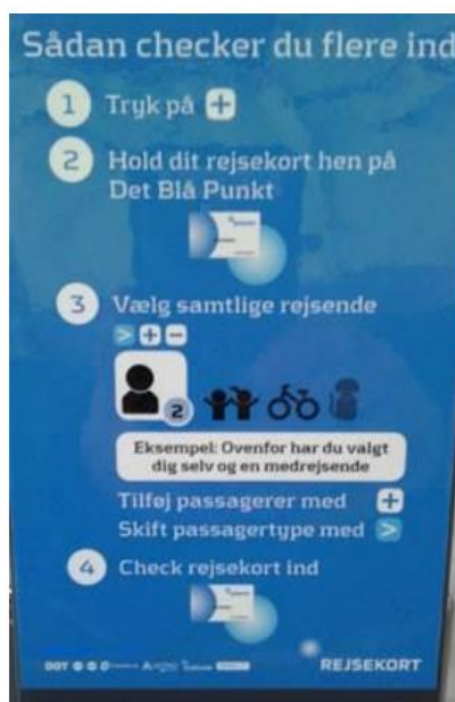 Sådan checker du flere ind
1 Tryk på +
2 Hold dit rejsekort hen på
Det Blå Punkt
3 Vælg samtlige rejsende
> + -
2
Eksempel: Ovenfor har du valgt
dig selv og en medrejsende
Tilføj passagerer med +
Skift passagertype med >
4 Check rejsekort ind
DOT
REJSEKORT